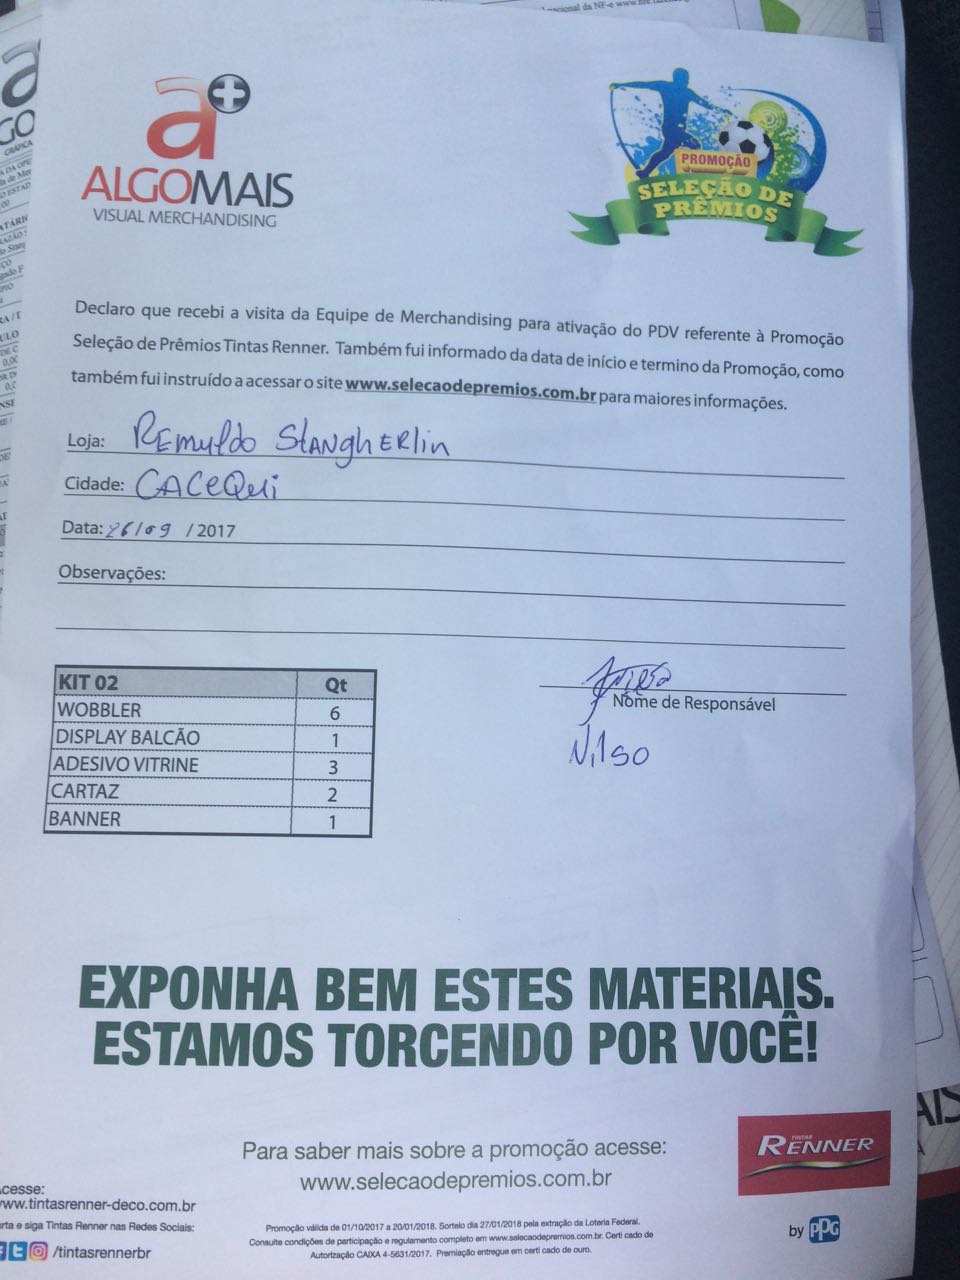 a+
ALGOMAIS
VISUAL MERCHANDISING
PROMOÇÃO
SELEÇÃO DE
PRÊMIOS
Declaro que recebi a visita da Equipe de Merchandising para ativação do PDV referente à Promoção
Seleção de Prêmios Tintas Renner. Também fui informado da data de início e termino da Promoção, como
também fui instruído a acessar o site www.selecaodepremios.com.br para maiores informações.
Loja: Remuldo Stangherlin
Cidade: CACEQUI
Data: 26/09 / 2017
Observações:
KIT 02 Qt
WOBBLER 6
DISPLAY BALCÃO 1
ADESIVO VITRINE 3
CARTAZ 2
BANNER 1
Nome de Responsável
Nilso
EXPONHA BEM ESTES MATERIAIS.
ESTAMOS TORCENDO POR VOCÊ!
Para saber mais sobre a promoção acesse:
www.selecaodepremios.com.br
TINTAS
RENNER
by PPG
cesse:
ww.tintasrenner-deco.com.br
rta e siga Tintas Renner nas Redes Sociais:
/tintasrennerbr
Promoção válida de 01/10/2017 a 20/01/2018. Sorteio dia 27/01/2018 pela extração da Loteria Federal.
Consulte condições de participação e regulamento completo em www.selecaodepremios.com.br. Certi cado de
Autorização CAIXA 4-5631/2017. Premiação entregue em certi cado de ouro.